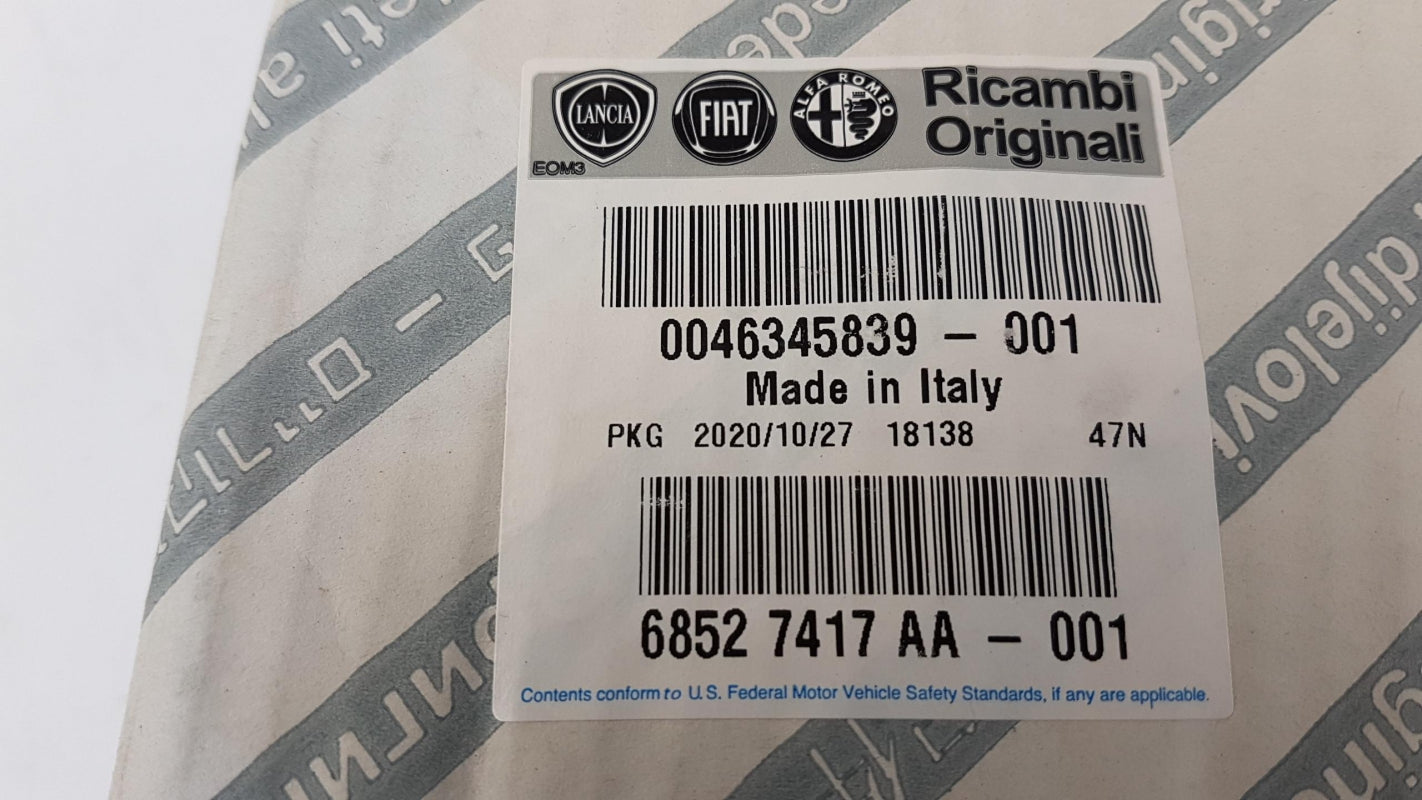 LANCIA
FIAT
ALFA ROMEO
Ricambi
Originali
EOM3
0046345839 – 001
Made in Italy
PKG 2020/10/27 18138 47N
6852 7417 AA – 001
Contents conform to U.S. Federal Motor Vehicle Safety Standards, if any are applicable.
dijelovi